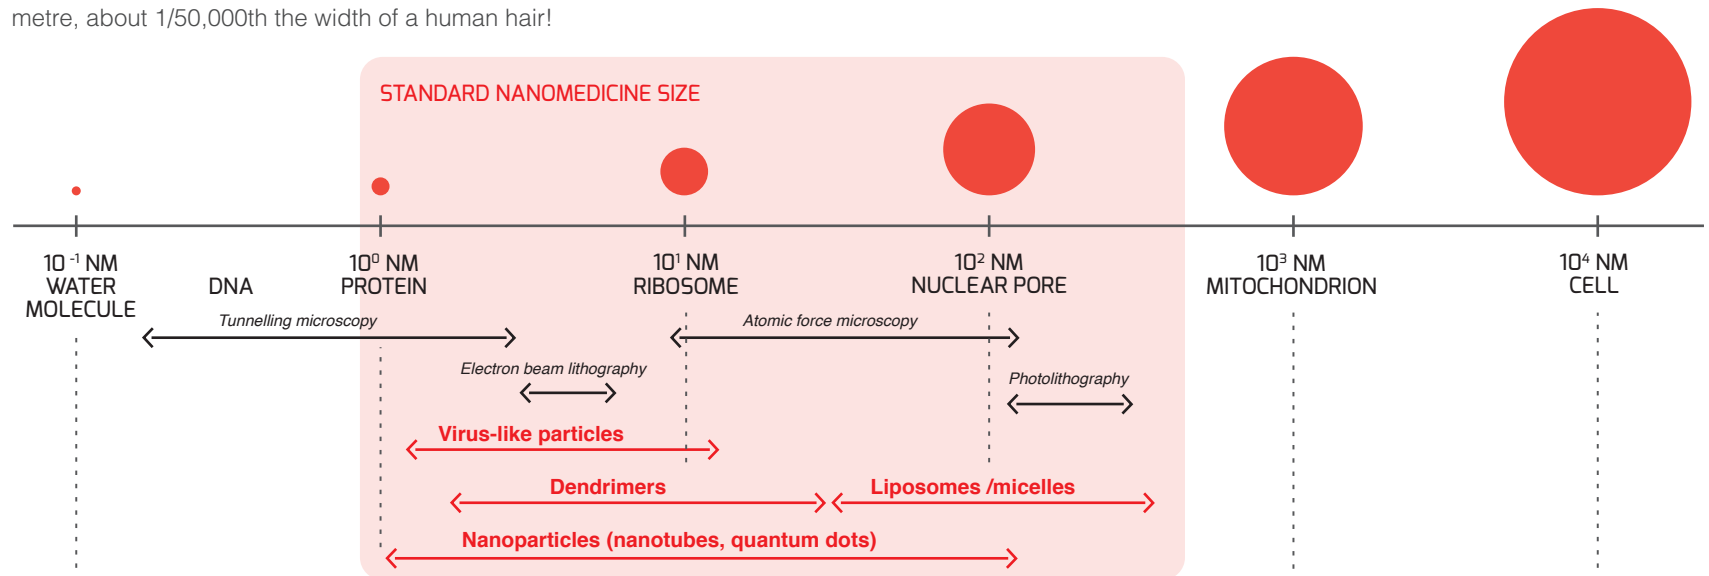 metre, about 1/50,000th the width of a human hair!
STANDARD NANOMEDICINE SIZE
10⁻¹ NM
WATER
MOLECULE
DNA
10⁰ NM
PROTEIN
10¹ NM
RIBOSOME
10² NM
NUCLEAR PORE
10³ NM
MITOCHONDRION
10⁴ NM
CELL
Tunnelling microscopy
Atomic force microscopy
Electron beam lithography
Photolithography
Virus-like particles
Dendrimers
Liposomes /micelles
Nanoparticles (nanotubes, quantum dots)